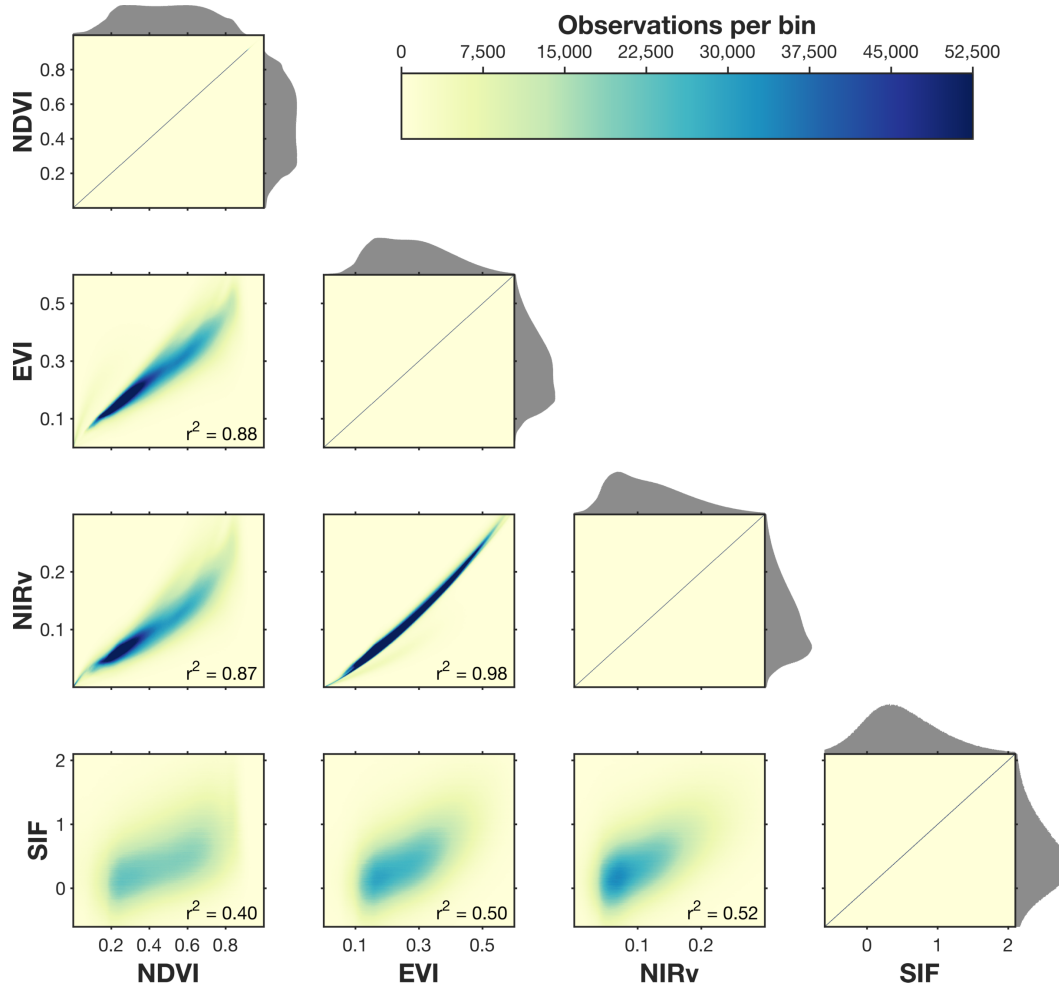 Observations per bin
0 7,500 15,000 22,500 30,000 37,500 45,000 52,500
NDVI
0.8
0.6
0.4
0.2
EVI
0.5
0.3
0.1
r² = 0.88
NIRv
0.2
0.1
r² = 0.87
r² = 0.98
SIF
2
1
0
r² = 0.40
r² = 0.50
r² = 0.52
0.2 0.4 0.6 0.8
0.1 0.3 0.5
0.1 0.2
0 1 2
NDVI
EVI
NIRv
SIF